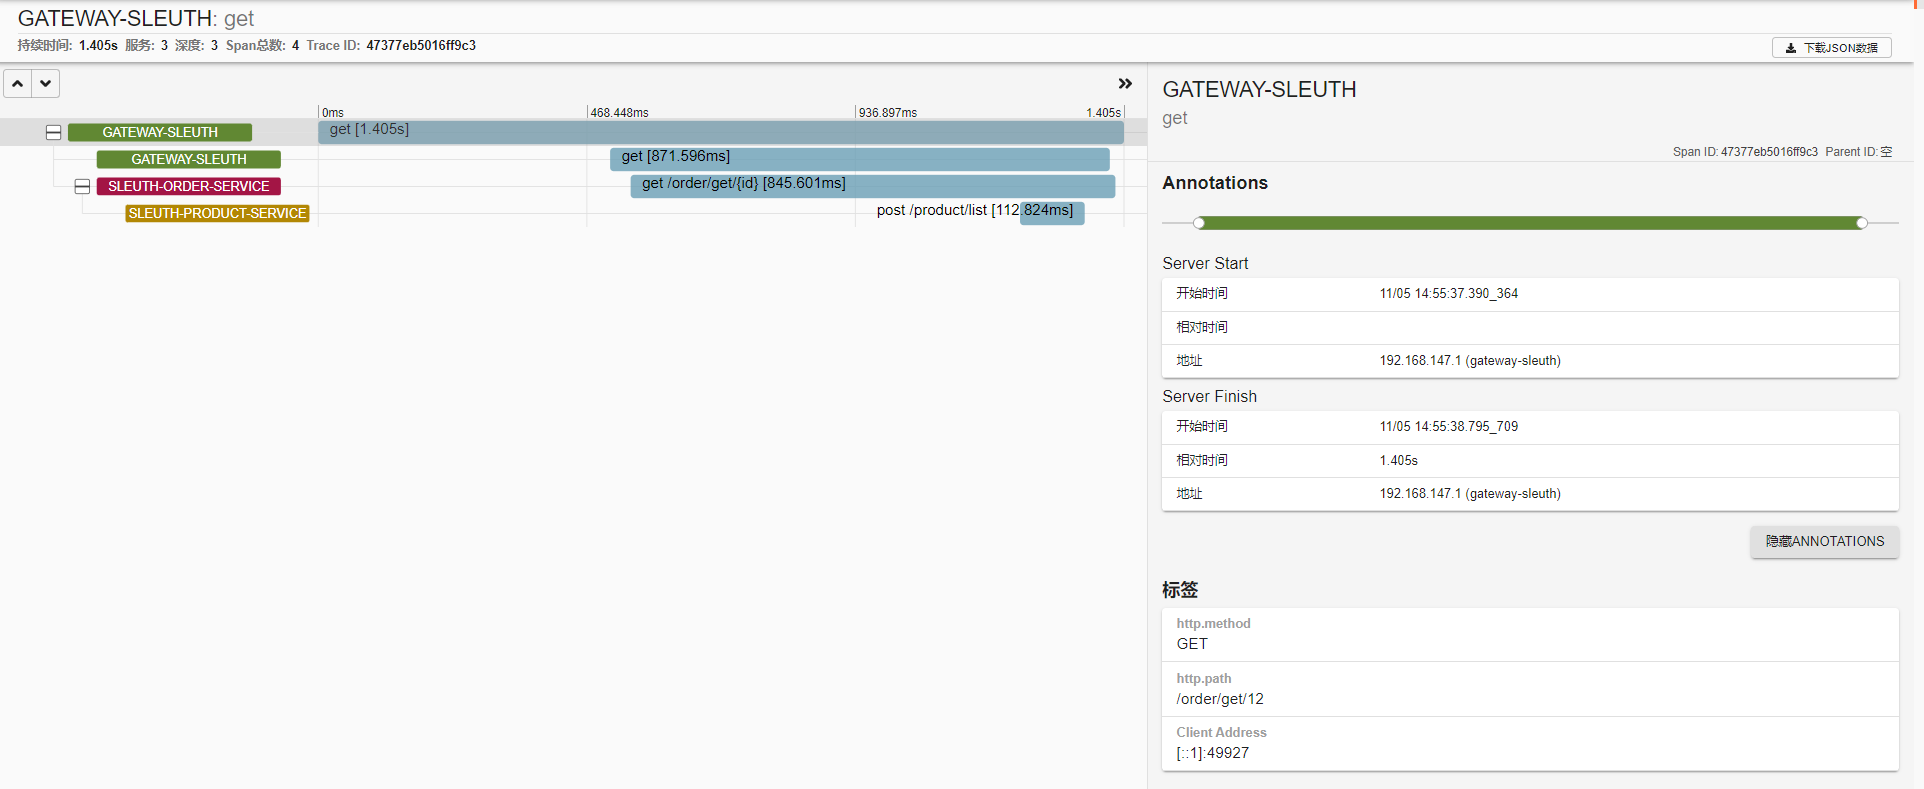 GATEWAY-SLEUTH: get
持续时间: 1.405s 服务: 3 深度: 3 Span总数: 4 Trace ID: 47377eb5016ff9c3
下载JSON数据
0ms 468.448ms 936.897ms 1.405s
GATEWAY-SLEUTH get [1.405s]
GATEWAY-SLEUTH get [871.596ms]
SLEUTH-ORDER-SERVICE get /order/get/{id} [845.601ms]
SLEUTH-PRODUCT-SERVICE post /product/list [112.824ms]
GATEWAY-SLEUTH
get
Span ID: 47377eb5016ff9c3 Parent ID: 空
Annotations
Server Start
开始时间 11/05 14:55:37.390_364
相对时间
地址 192.168.147.1 (gateway-sleuth)
Server Finish
开始时间 11/05 14:55:38.795_709
相对时间 1.405s
地址 192.168.147.1 (gateway-sleuth)
隐藏ANNOTATIONS
标签
http.method
GET
http.path
/order/get/12
Client Address
[::1]:49927